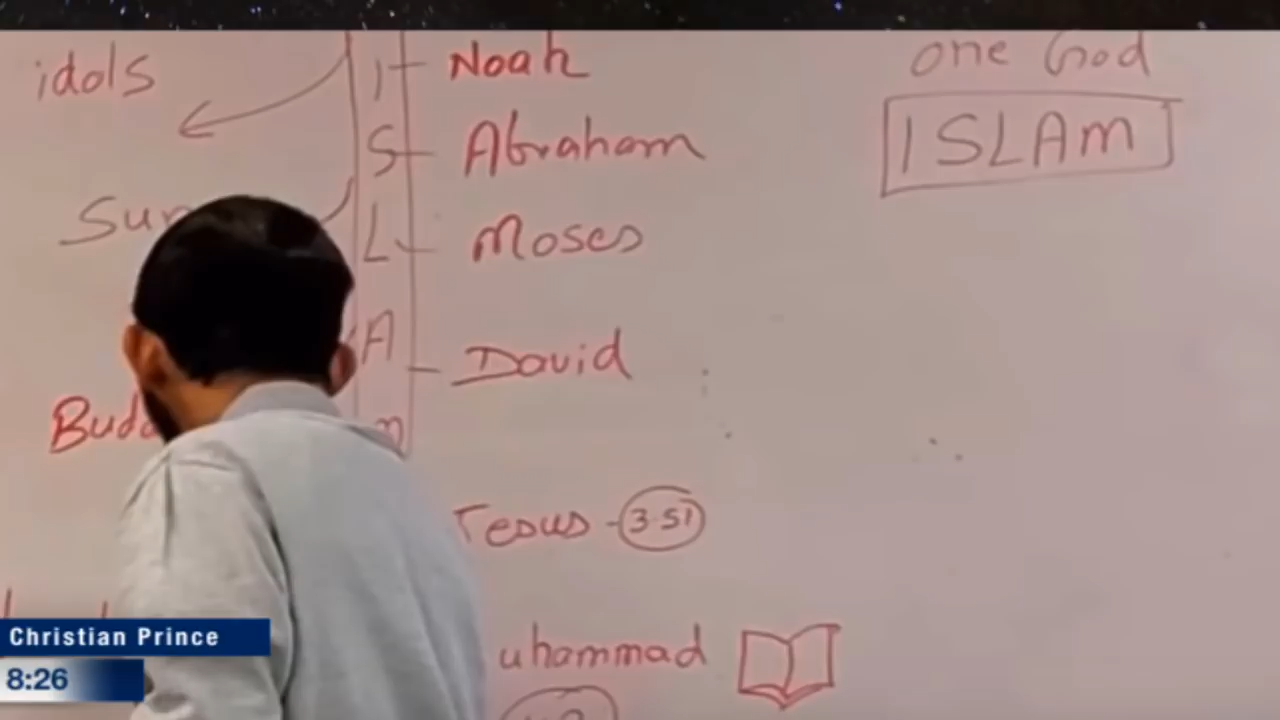 one God
ISLAM
idols
I Noah
S Abraham
L Moses
A David
m
Jesus - 3.51
uhammad
Christian Prince
8:26